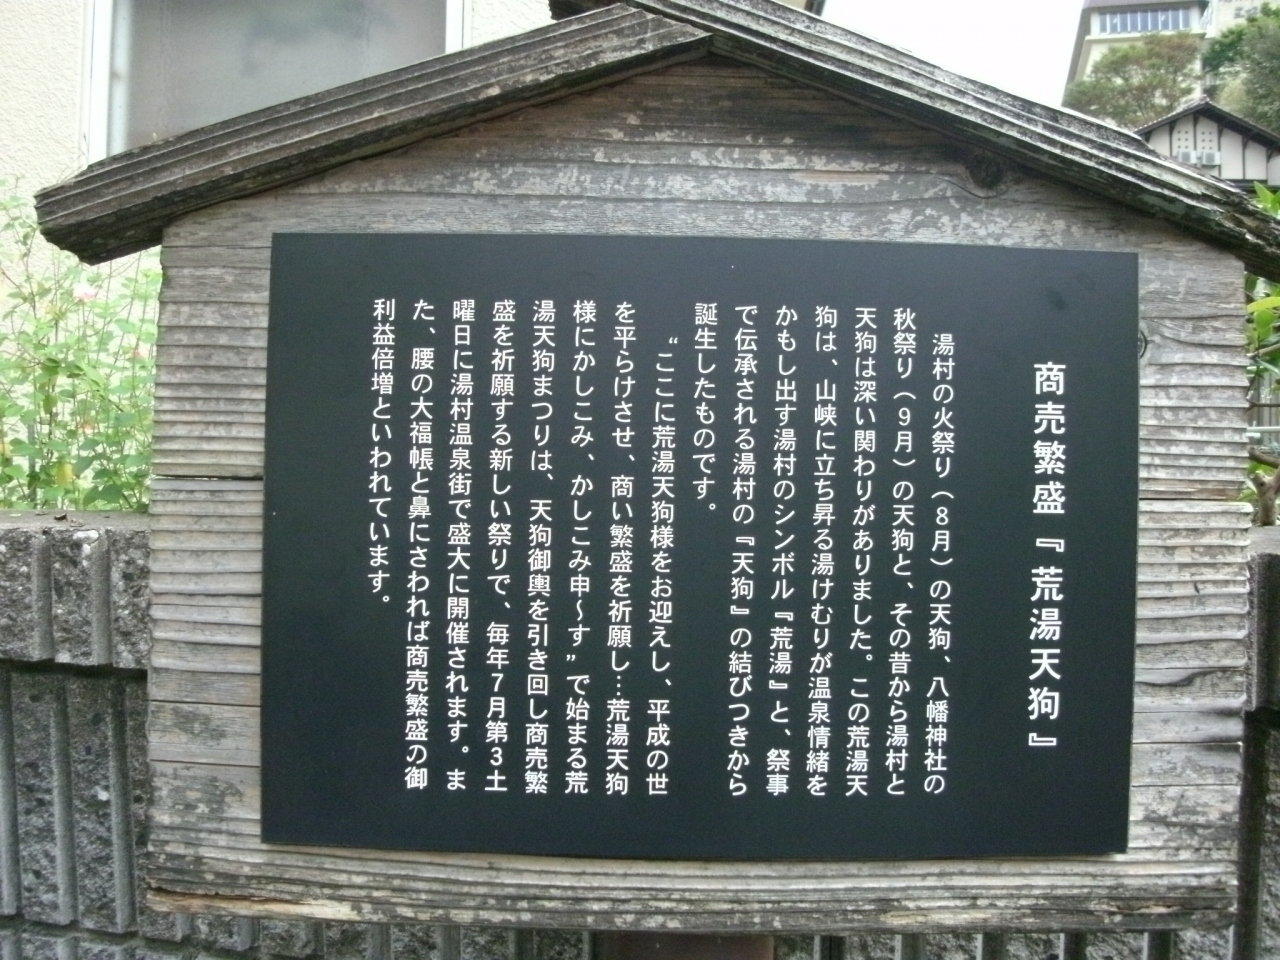 商売繁盛『荒湯天狗』
湯村の火祭り（８月）の天狗、八幡神社の
秋祭り（９月）の天狗と、その昔から湯村と
天狗は深い関わりがありました。この荒湯天
狗は、山峡に立ち昇る湯けむりが温泉情緒を
かもし出す湯村のシンボル『荒湯』と、祭事
で伝承される湯村の『天狗』の結びつきから
誕生したものです。
“ここに荒湯天狗様をお迎えし、平成の世
を平らけさせ、商い繁盛を祈願し…荒湯天狗
様にかしこみ、かしこみ申～す”で始まる荒
湯天狗まつりは、天狗御輿を引き回し商売繁
盛を祈願する新しい祭りで、毎年７月第３土
曜日に湯村温泉街で盛大に開催されます。ま
た、腰の大福帳と鼻にさわれば商売繁盛の御
利益倍増といわれています。